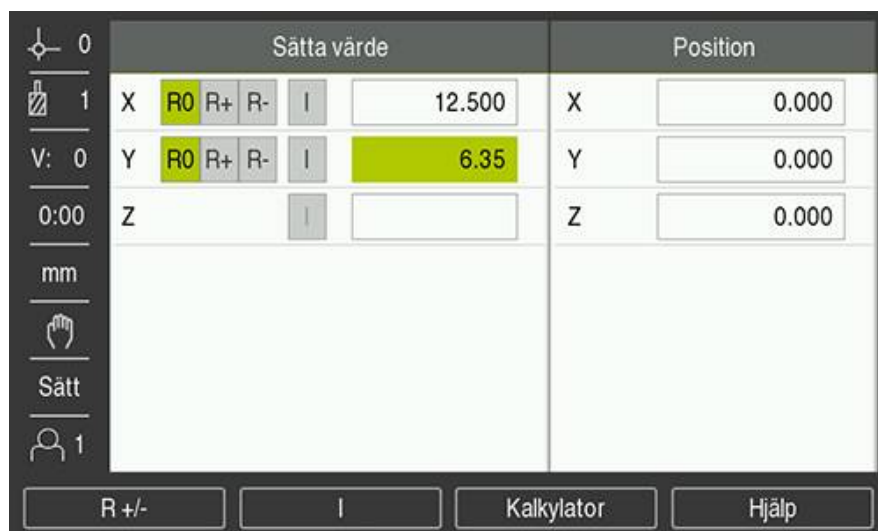 0
Sätta värde
Position
1
X R0 R+ R- I 12.500
X 0.000
V: 0
Y R0 R+ R- I 6.35
Y 0.000
0:00
Z I
Z 0.000
mm
Sätt
1
R +/-
I
Kalkylator
Hjälp